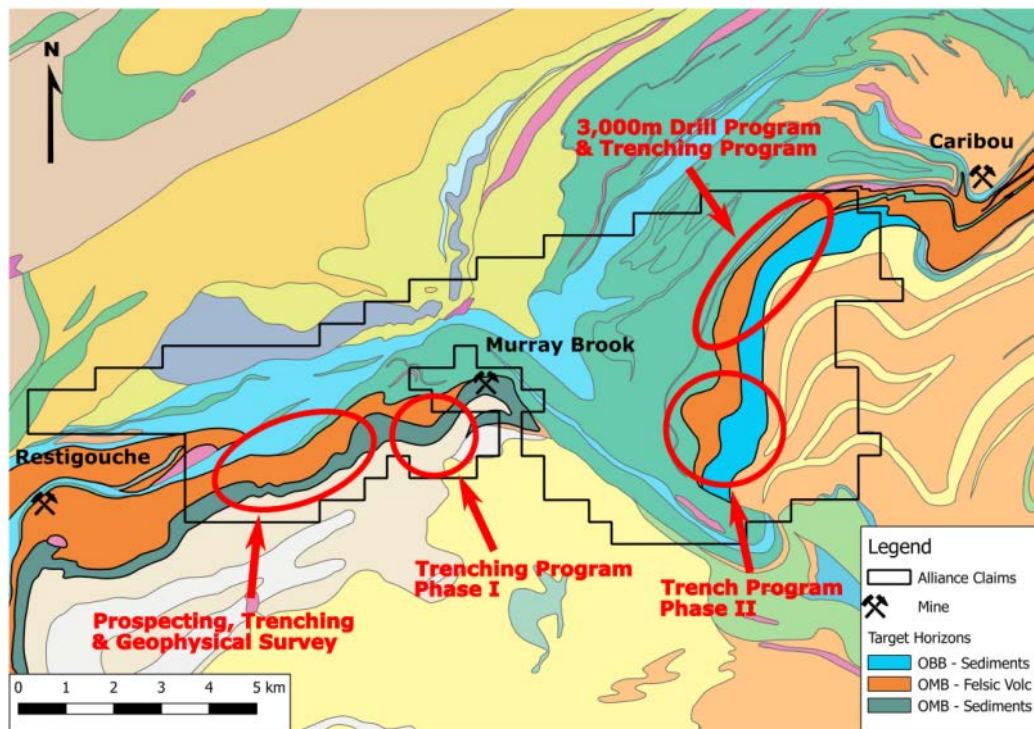 N
3,000m Drill Program
& Trenching Program
Caribou
Murray Brook
Restigouche
Trenching Program
Phase I
Trench Program
Phase II
Prospecting, Trenching
& Geophysical Survey
0 1 2 3 4 5 km
Legend
Alliance Claims
Mine
Target Horizons
OBB - Sediments
OMB - Felsic Volc
OMB - Sediments